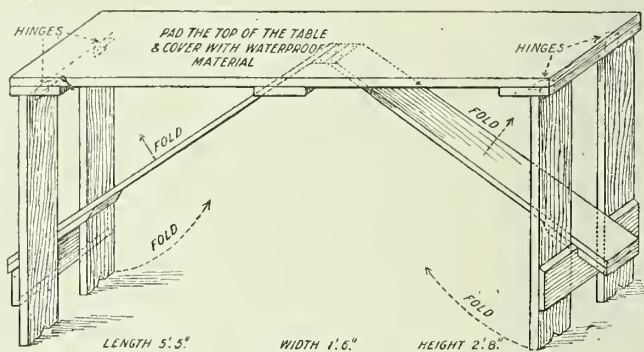 HINGES
PAD THE TOP OF THE TABLE
& COVER WITH WATERPROOF
MATERIAL
HINGES
FOLD
FOLD
FOLD
FOLD
LENGTH 5'.5"
WIDTH 1'.6"
HEIGHT 2'.8"